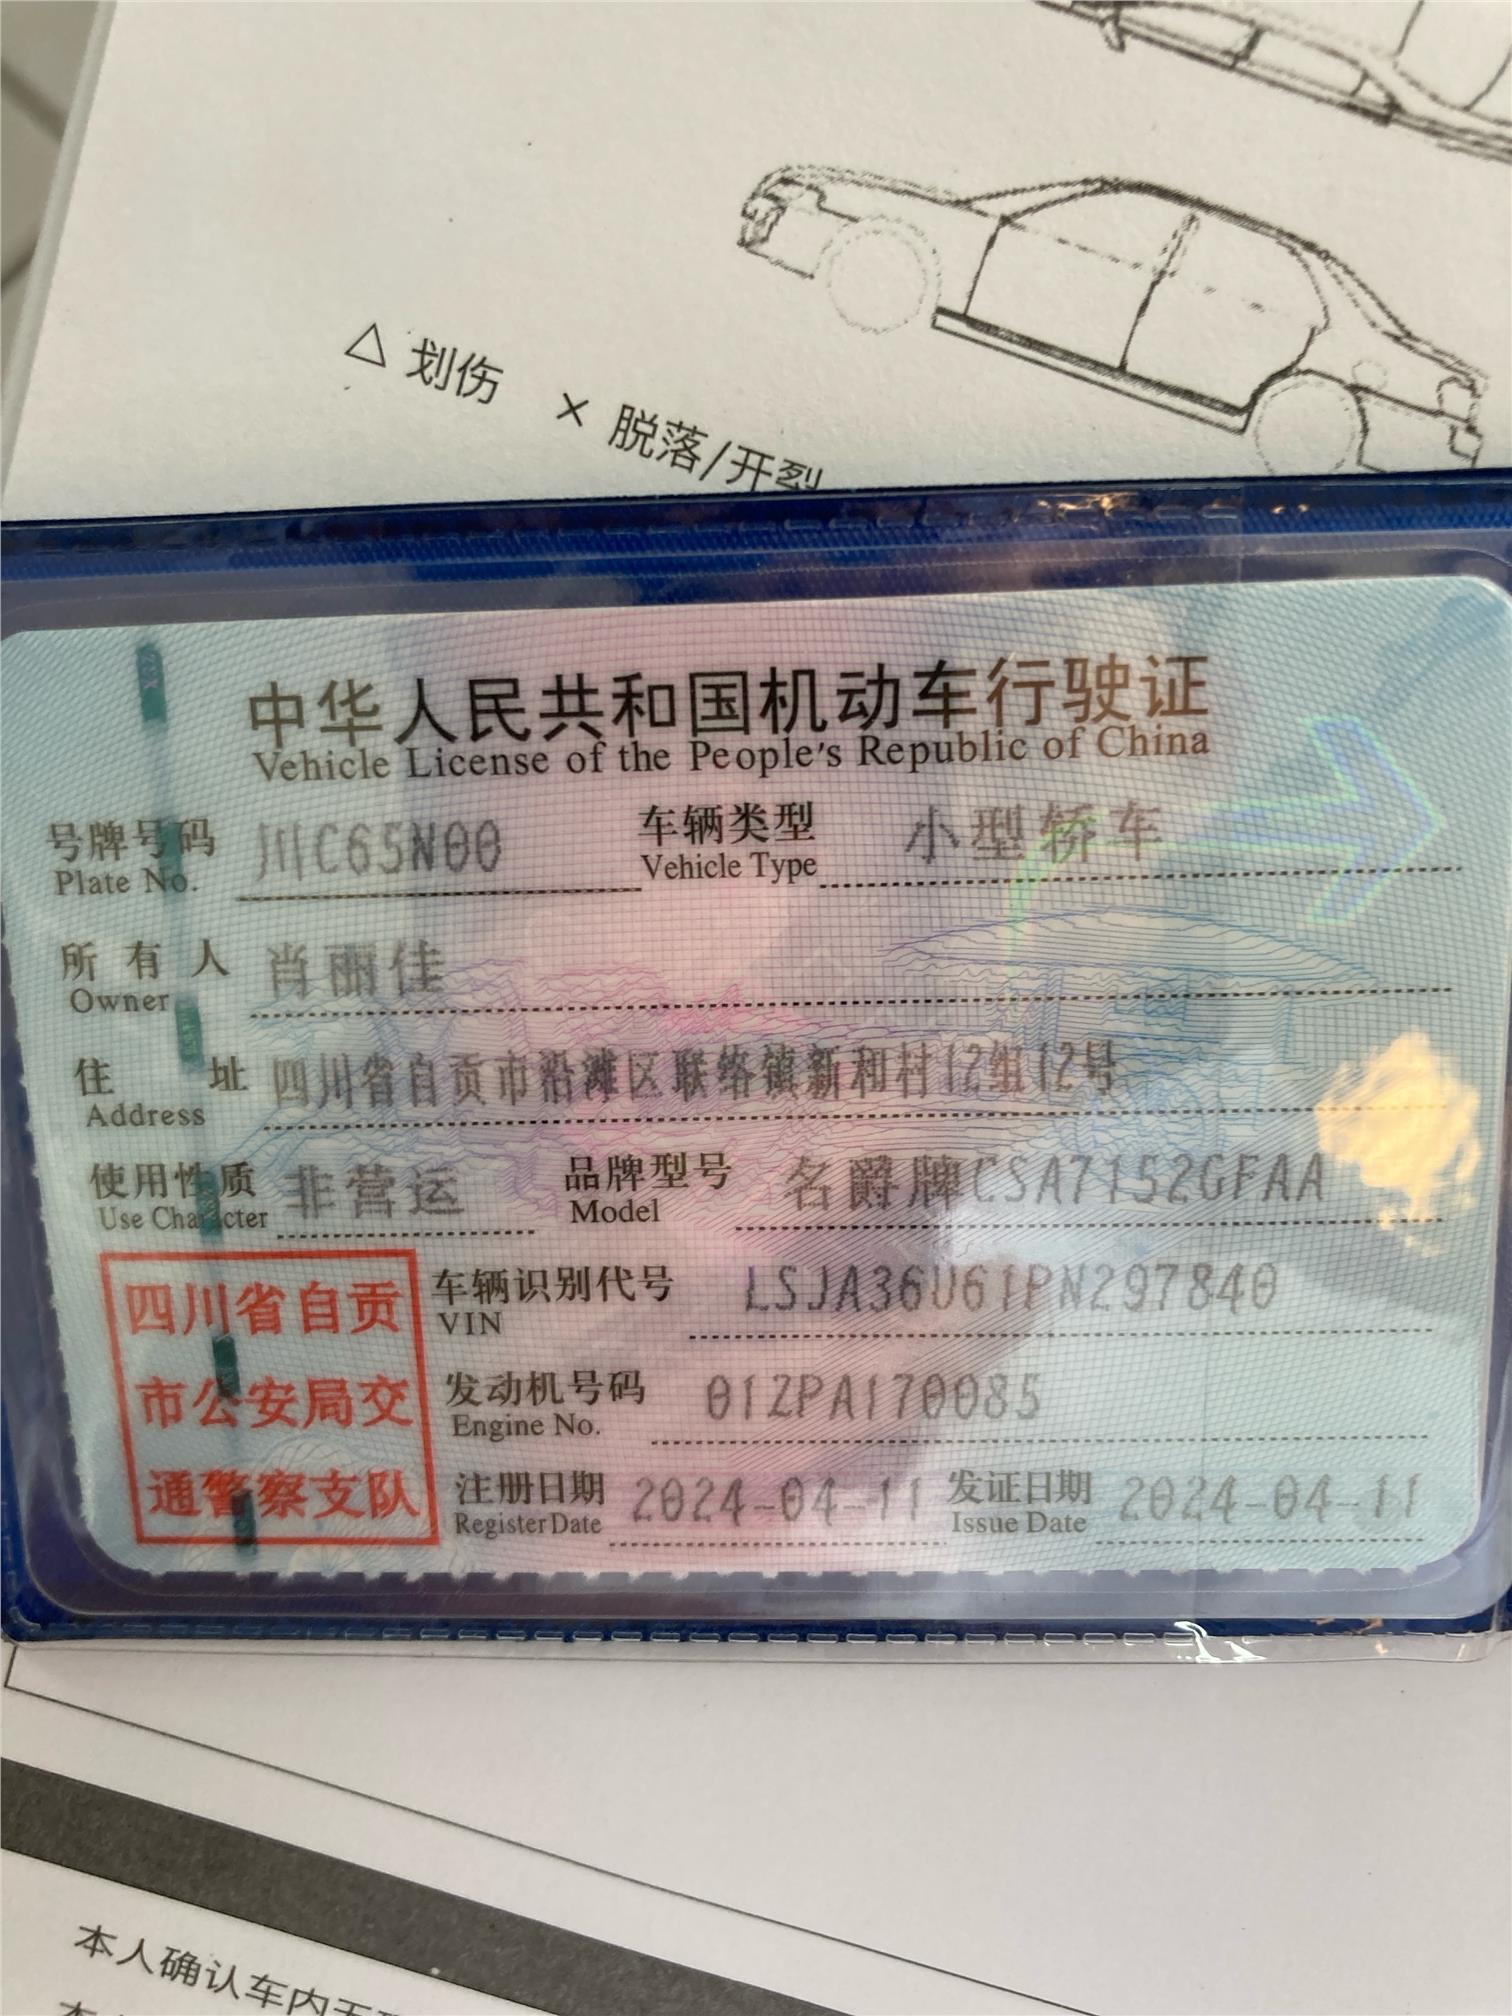 △ 划伤 × 脱落/开裂
中华人民共和国机动车行驶证
Vehicle License of the People's Republic of China
号牌号码 川C65N00 车辆类型 小型轿车
Plate No. Vehicle Type
所有人 肖丽佳
Owner
住址 四川省自贡市沿滩区联络镇新和村12组12号
Address
使用性质 非营运 品牌型号 名爵牌CSA7152GFAA
Use Character Model
四川省自贡
市公安局交
通警察支队
车辆识别代号 LSJA36U61PN297840
VIN
发动机号码 01ZPA170085
Engine No.
注册日期 2024-04-11 发证日期 2024-04-11
Register Date Issue Date
本人确认车内无